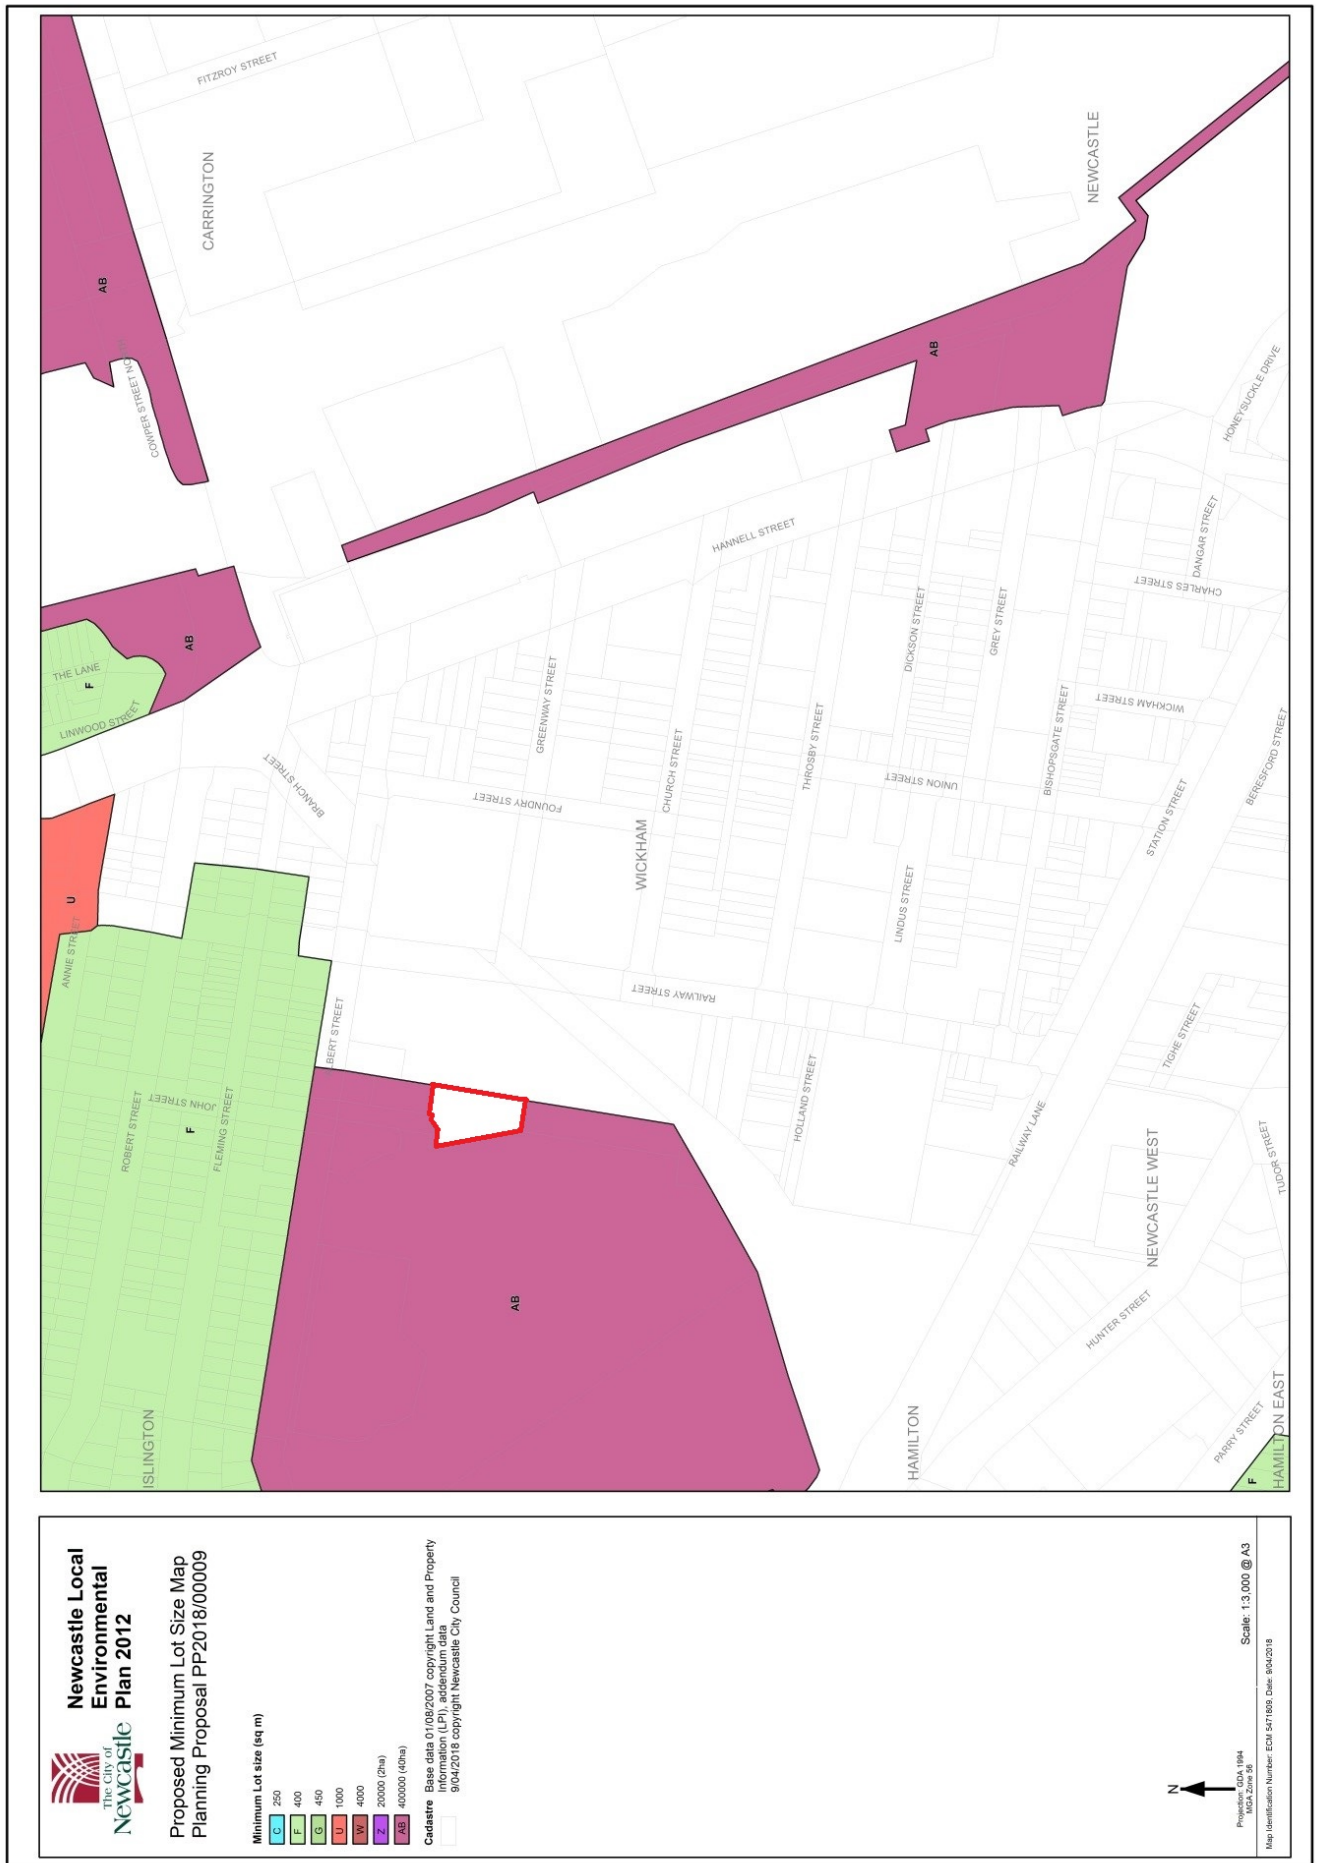 Newcastle Local
Environmental
Plan 2012
The City of
Newcastle
Proposed Minimum Lot Size Map
Planning Proposal PP2018/00009
Minimum Lot size (sq m)
C 250
F 400
G 450
U 1000
W 4000
Z 20000 (2ha)
AB 400000 (40ha)
Cadastre
Base data 01/08/2007 copyright Land and Property
Information (LPI), addendum data
9/04/2018 copyright Newcastle City Council
N
Projection: GDA 1994
MGA Zone 56
Scale: 1:3,000 @ A3
Map Identification Number: ECM 5471809, Date: 9/04/2018
FITZROY STREET
CARRINGTON
AB
COWPER STREET NORTH
NEWCASTLE
AB
HONEYSUCKLE DRIVE
HANNELL STREET
DANGAR STREET
CHARLES STREET
AB
THE LANE
F
LINWOOD STREET
BRANCH STREET
GREENWAY STREET
FOUNDRY STREET
CHURCH STREET
WICKHAM
THROSBY STREET
DICKSON STREET
GREY STREET
UNION STREET
WICKHAM STREET
BISHOPSGATE STREET
BERESFORD STREET
STATION STREET
LINDUS STREET
U
ANNIE STREET
RAILWAY STREET
BERT STREET
ROBERT STREET
JOHN STREET
F
FLEMING STREET
HOLLAND STREET
TIGHE STREET
RAILWAY LANE
TUDOR STREET
NEWCASTLE WEST
AB
HUNTER STREET
ISLINGTON
HAMILTON
PARRY STREET
HAMILTON EAST
F